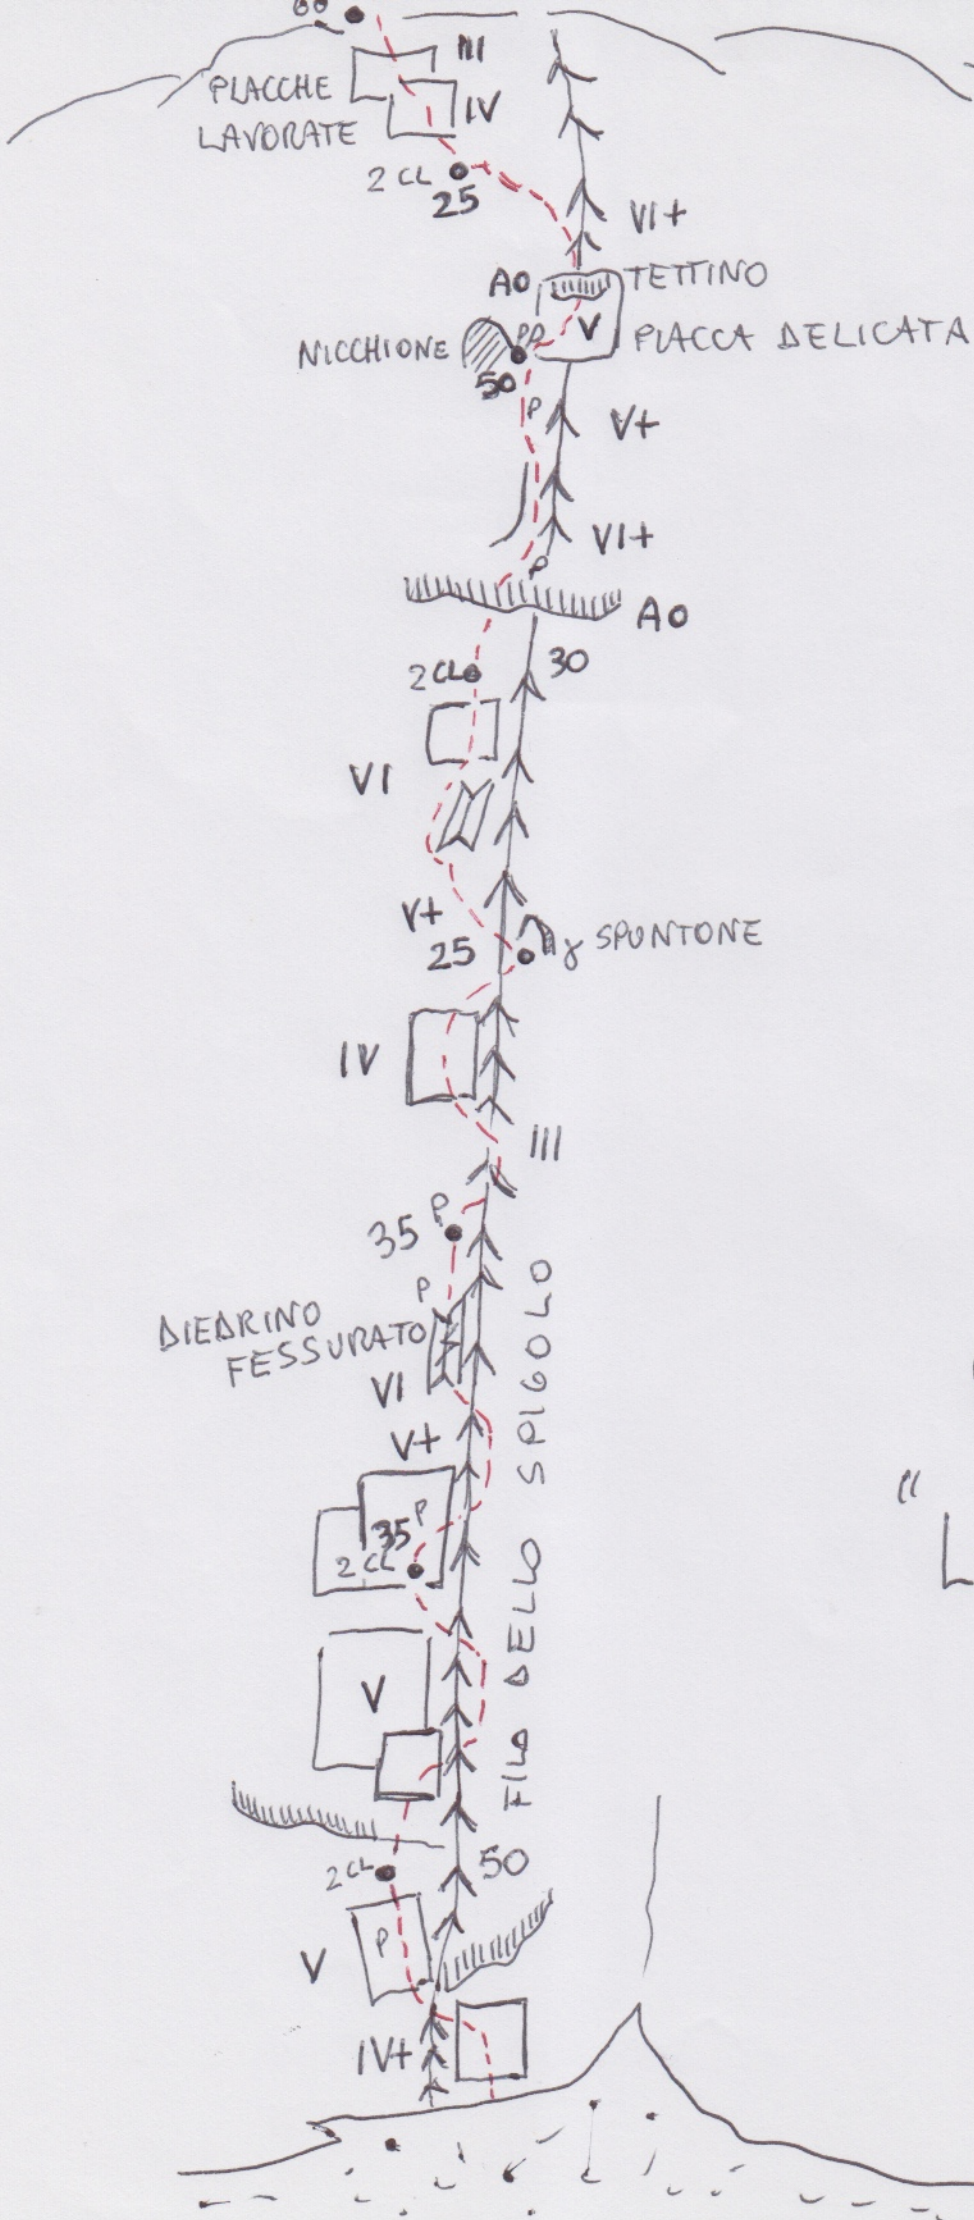 60
III
PLACCHE
LAVORATE
IV
2 CL
25
VI+
A0
TETTINO
V
PLACCA DELICATA
NICCHIONE
PP
50
P
V+
VI+
P
A0
30
2 CL
VI
V+
25
SPUNTONE
IV
III
P
35
P
DIEDRINO
FESSURATO
VI
V+
P
35
2 CL
FILO DELLO SPIGOLO
V
50
2 CL
P
V
IV+